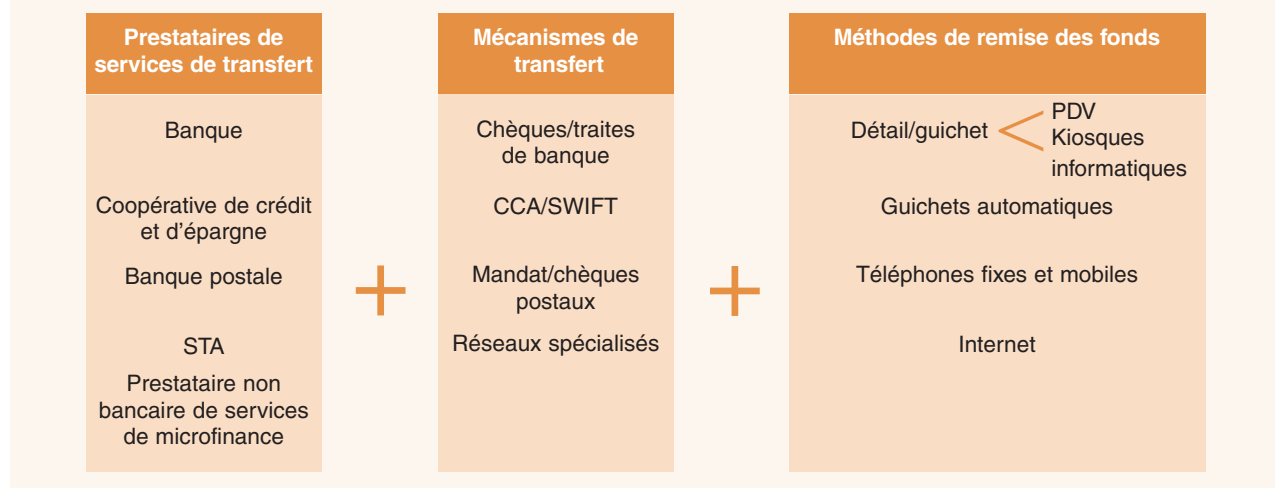 Prestataires de
services de transfert
Banque
Coopérative de crédit
et d'épargne
Banque postale
STA
Prestataire non
bancaire de services
de microfinance
Mécanismes de
transfert
Chèques/traites
de banque
CCA/SWIFT
Mandat/chèques
postaux
Réseaux spécialisés
Méthodes de remise des fonds
Détail/guichet
PDV
Kiosques
informatiques
Guichets automatiques
Téléphones fixes et mobiles
Internet